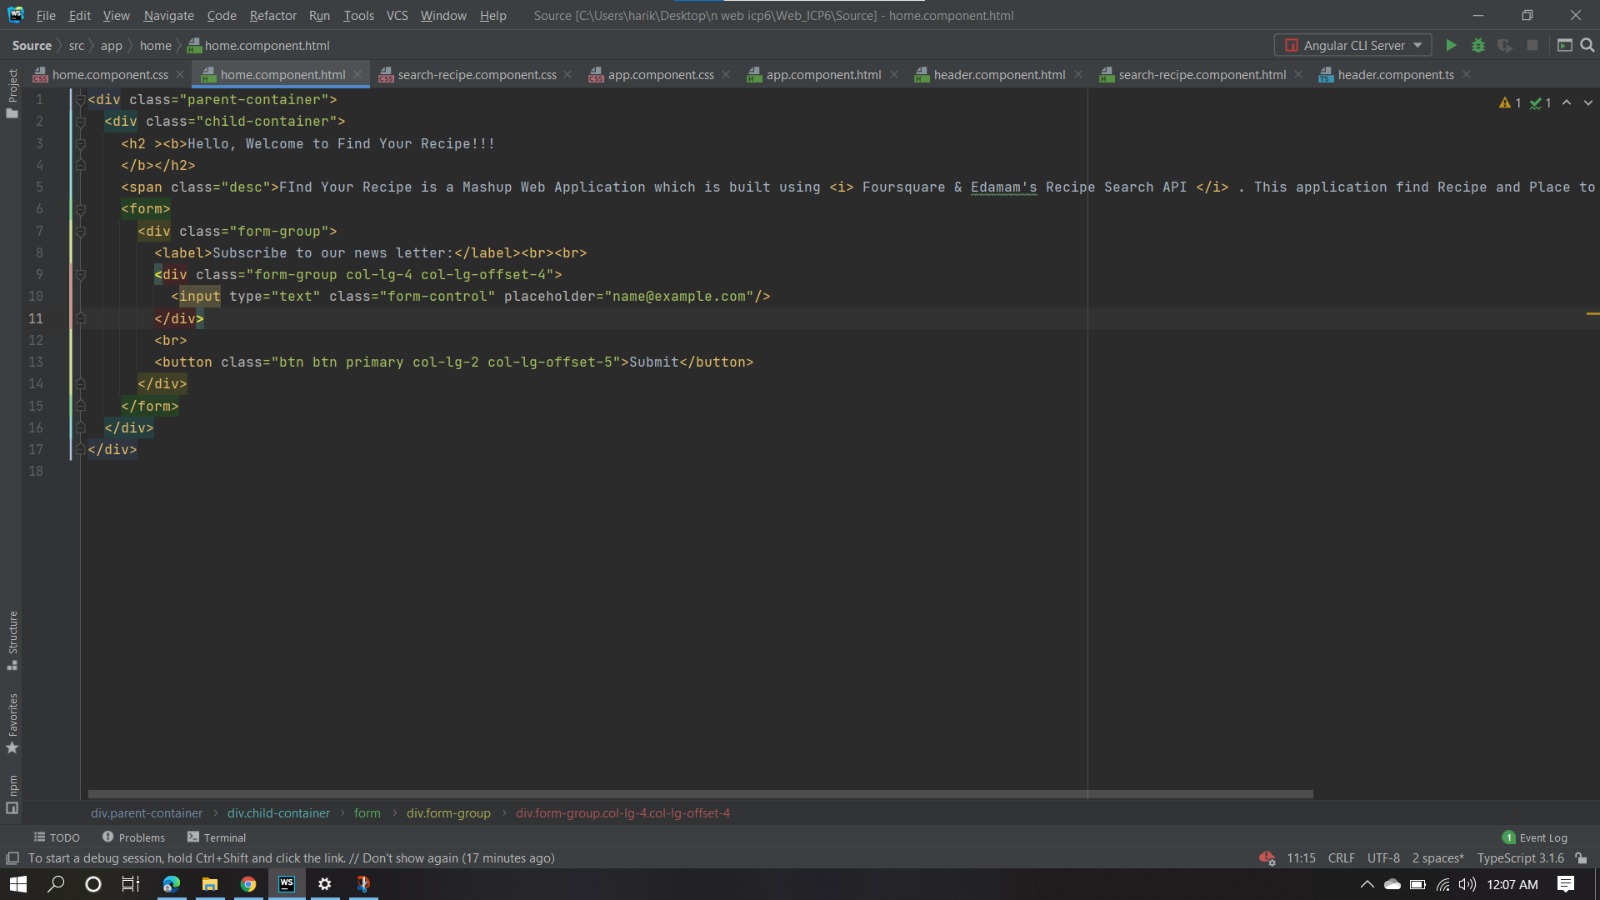 WS File Edit View Navigate Code Refactor Run Tools VCS Window Help Source [C:\Users\harik\Desktop\n web icp6\Web_ICP6\Source] - home.component.html
Source src app home home.component.html Angular CLI Server
home.component.css home.component.html search-recipe.component.css app.component.css app.component.html header.component.html search-recipe.component.html header.component.ts
Project
1 <div class="parent-container"> 1 1
2 <div class="child-container">
3 <h2 ><b>Hello, Welcome to Find Your Recipe!!!
4 </b></h2>
5 <span class="desc">FInd Your Recipe is a Mashup Web Application which is built using <i> Foursquare & Edamam's Recipe Search API </i> . This application find Recipe and Place to
6 <form>
7 <div class="form-group">
8 <label>Subscribe to our news letter:</label><br><br>
9 <div class="form-group col-lg-4 col-lg-offset-4">
10 <input type="text" class="form-control" placeholder="name@example.com"/>
11 </div>
12 <br>
13 <button class="btn btn primary col-lg-2 col-lg-offset-5">Submit</button>
14 </div>
15 </form>
16 </div>
17 </div>
18
Structure
Favorites
npm
div.parent-container div.child-container form div.form-group div.form-group.col-lg-4.col-lg-offset-4
TODO Problems Terminal 1 Event Log
To start a debug session, hold Ctrl+Shift and click the link. // Don't show again (17 minutes ago) 11:15 CRLF UTF-8 2 spaces* TypeScript 3.1.6
WS 12:07 AM